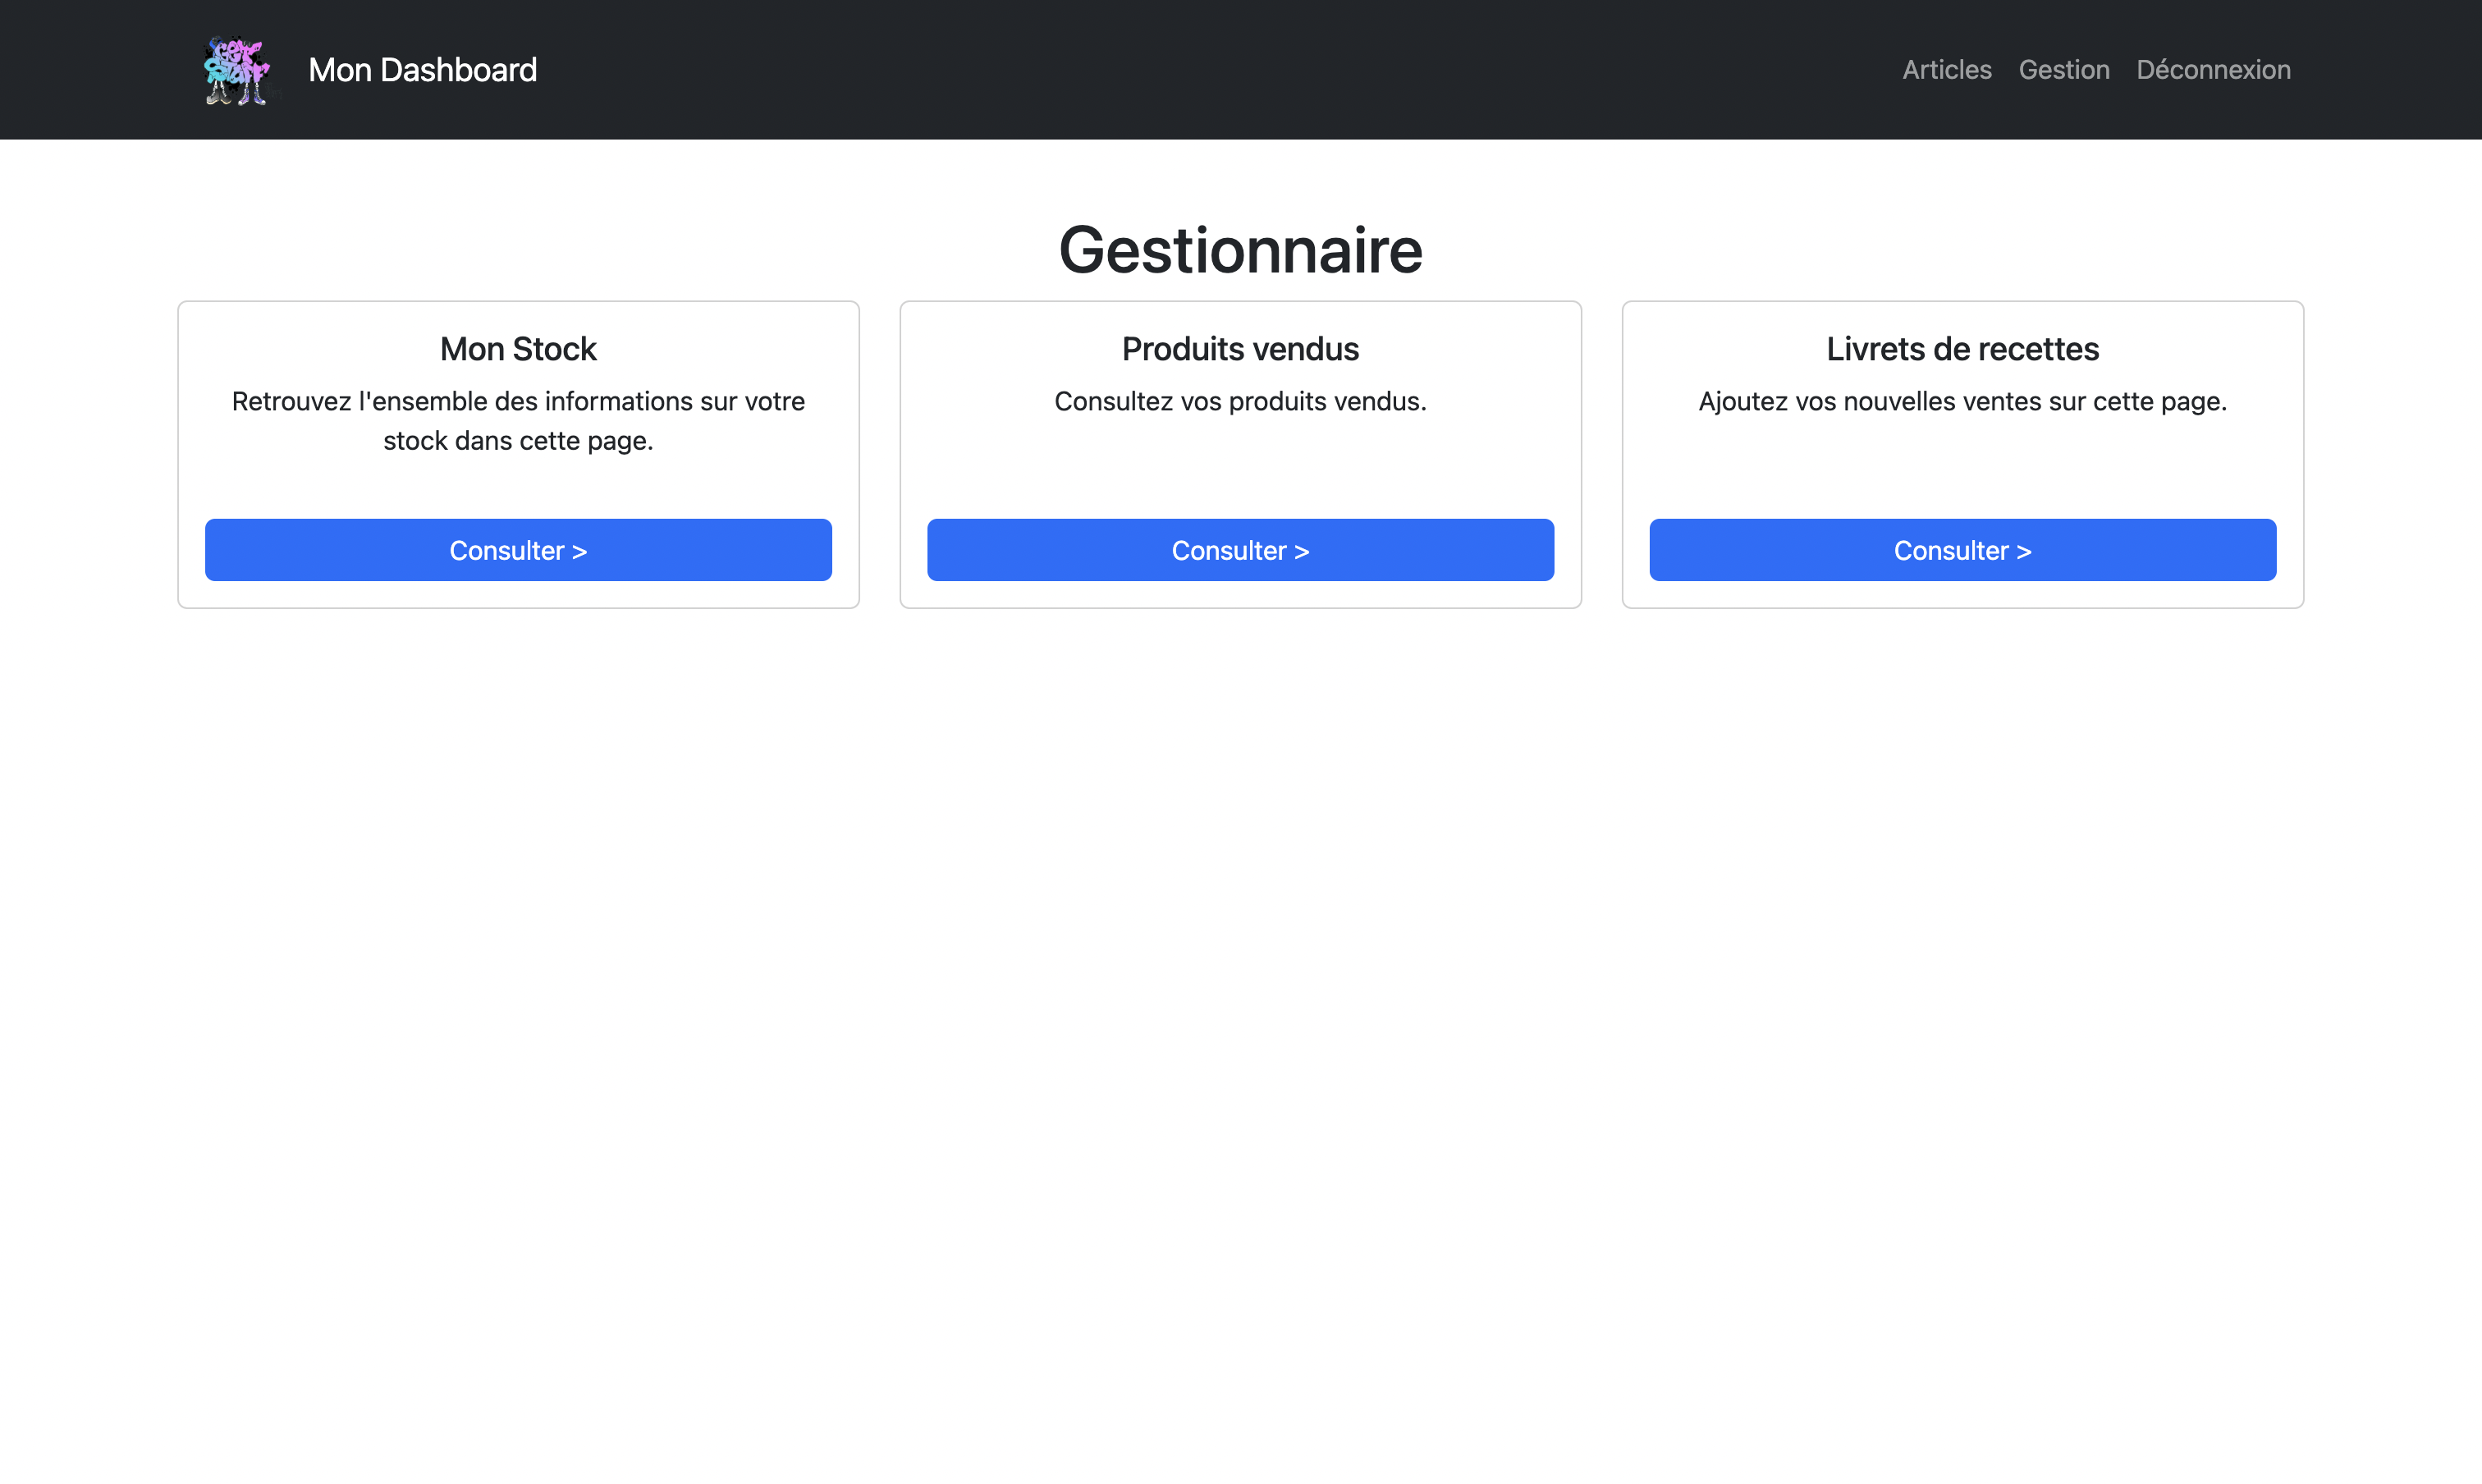 Mon Dashboard
Articles Gestion Déconnexion
Gestionnaire
Mon Stock
Retrouvez l'ensemble des informations sur votre
stock dans cette page.
Consulter >
Produits vendus
Consultez vos produits vendus.
Consulter >
Livrets de recettes
Ajoutez vos nouvelles ventes sur cette page.
Consulter >